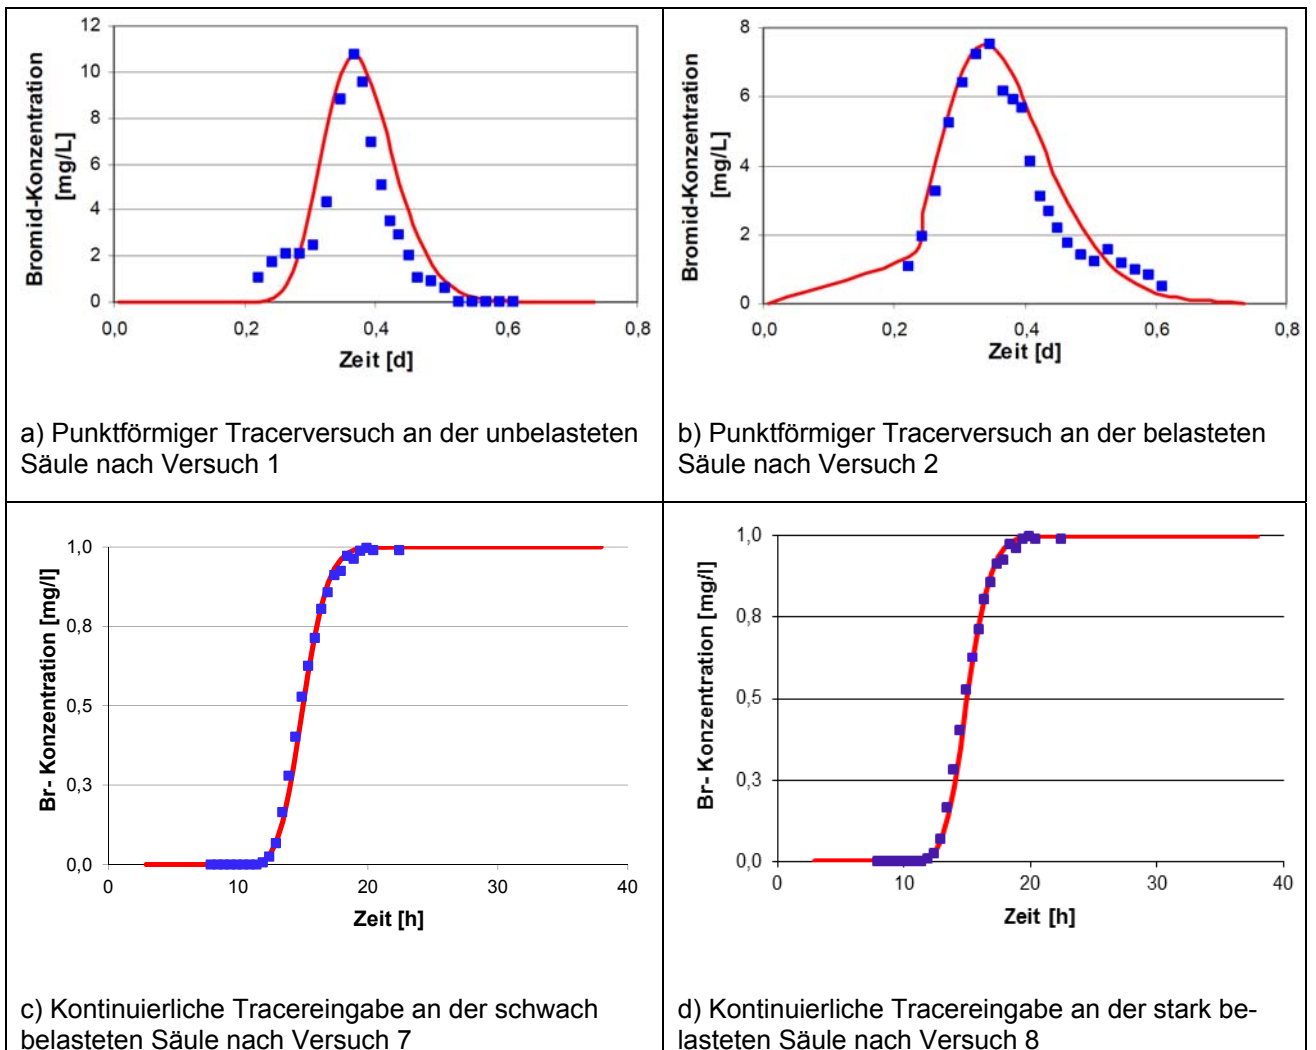 12
10
8
6
4
2
0
Bromid-Konzentration
[mg/L]
0,0 0,2 0,4 0,6 0,8
Zeit [d]
a) Punktförmiger Tracerversuch an der unbelasteten
Säule nach Versuch 1
8
6
4
2
0
Bromid-Konzentration
[mg/L]
0,0 0,2 0,4 0,6 0,8
Zeit [d]
b) Punktförmiger Tracerversuch an der belasteten
Säule nach Versuch 2
1,0
0,8
0,5
0,3
0,0
Br- Konzentration [mg/l]
0 10 20 30 40
Zeit [h]
c) Kontinuierliche Tracereingabe an der schwach
belasteten Säule nach Versuch 7
1,0
0,8
0,5
0,3
0,0
Br- Konzentration [mg/l]
0 10 20 30 40
Zeit [h]
d) Kontinuierliche Tracereingabe an der stark be-
lasteten Säule nach Versuch 8